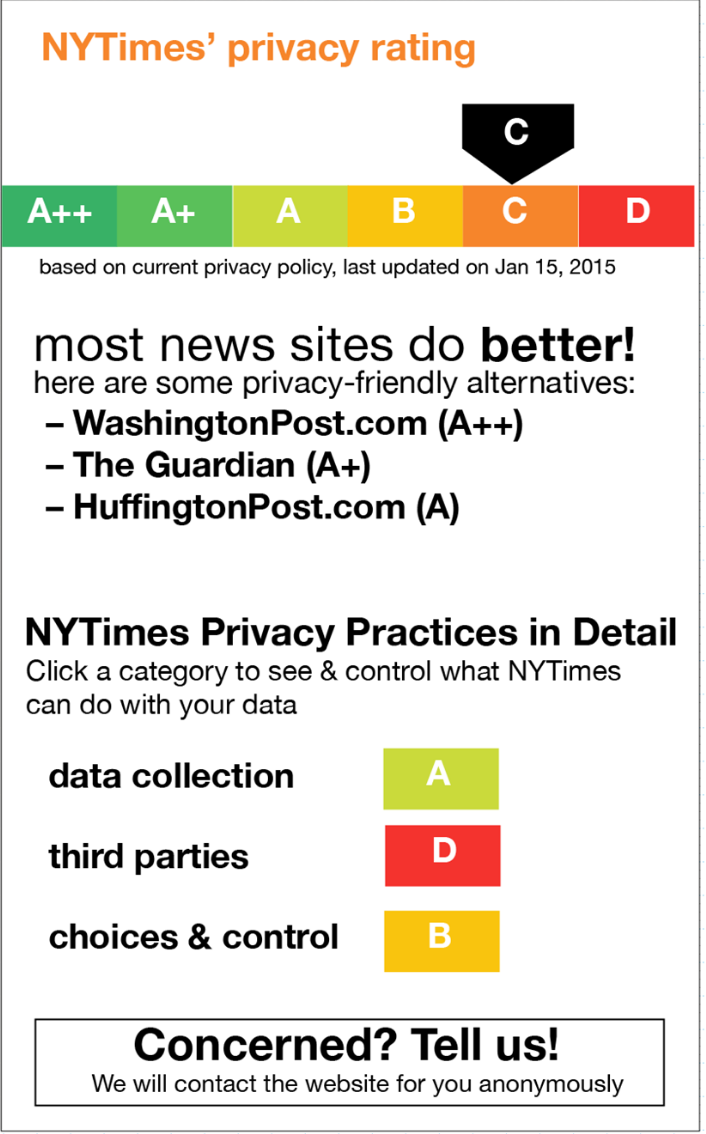 NYTimes’ privacy rating
C
A++ A+ A B C D
based on current privacy policy, last updated on Jan 15, 2015
most news sites do better!
here are some privacy-friendly alternatives:
– WashingtonPost.com (A++)
– The Guardian (A+)
– HuffingtonPost.com (A)
NYTimes Privacy Practices in Detail
Click a category to see & control what NYTimes
can do with your data
data collection A
third parties D
choices & control B
Concerned? Tell us!
We will contact the website for you anonymously